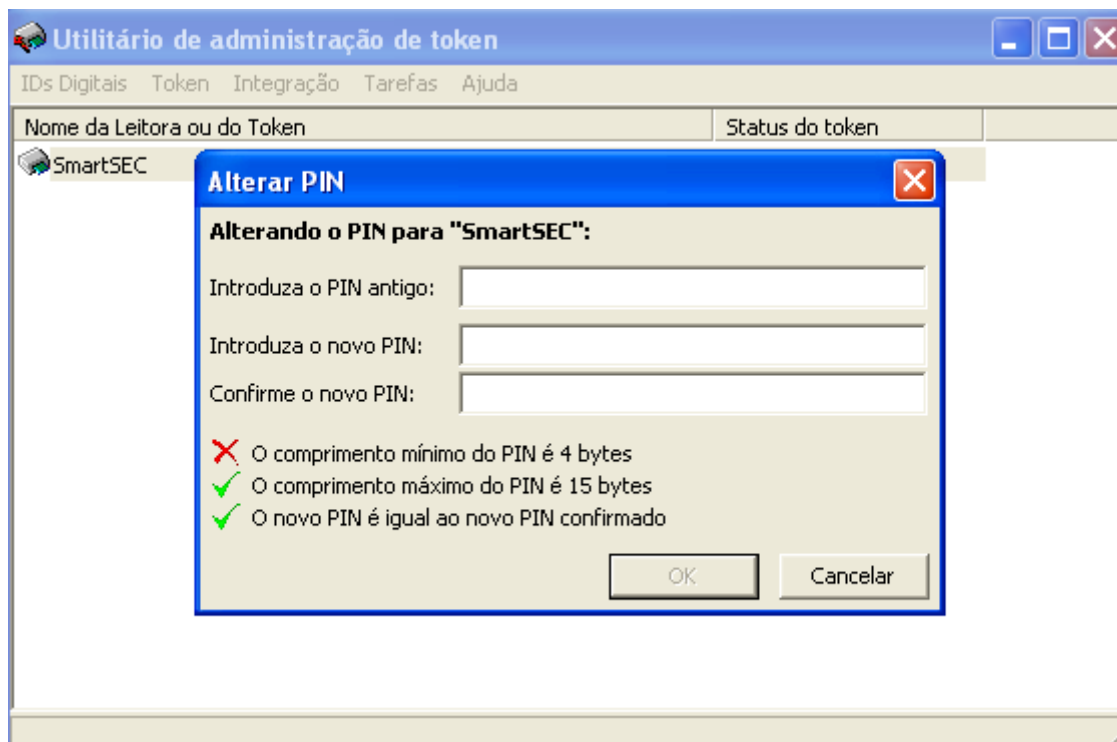 Utilitário de administração de token
IDs Digitais Token Integração Tarefas Ajuda
Nome da Leitora ou do Token Status do token
SmartSEC
Alterar PIN
Alterando o PIN para "SmartSEC":
Introduza o PIN antigo:
Introduza o novo PIN:
Confirme o novo PIN:
O comprimento mínimo do PIN é 4 bytes
O comprimento máximo do PIN é 15 bytes
O novo PIN é igual ao novo PIN confirmado
OK Cancelar